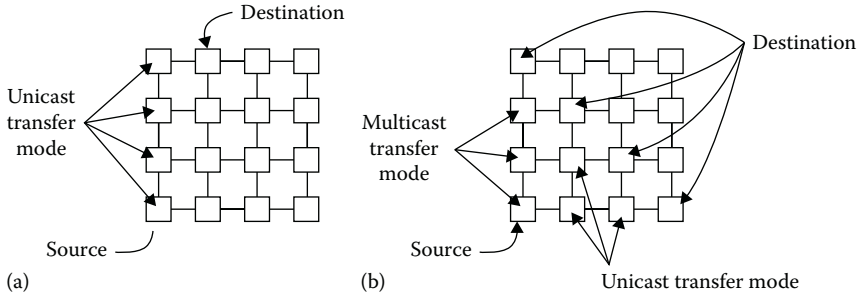 Destination
Unicast
transfer
mode
Source
(a)
Destination
Multicast
transfer
mode
Source
(b)
Unicast transfer mode